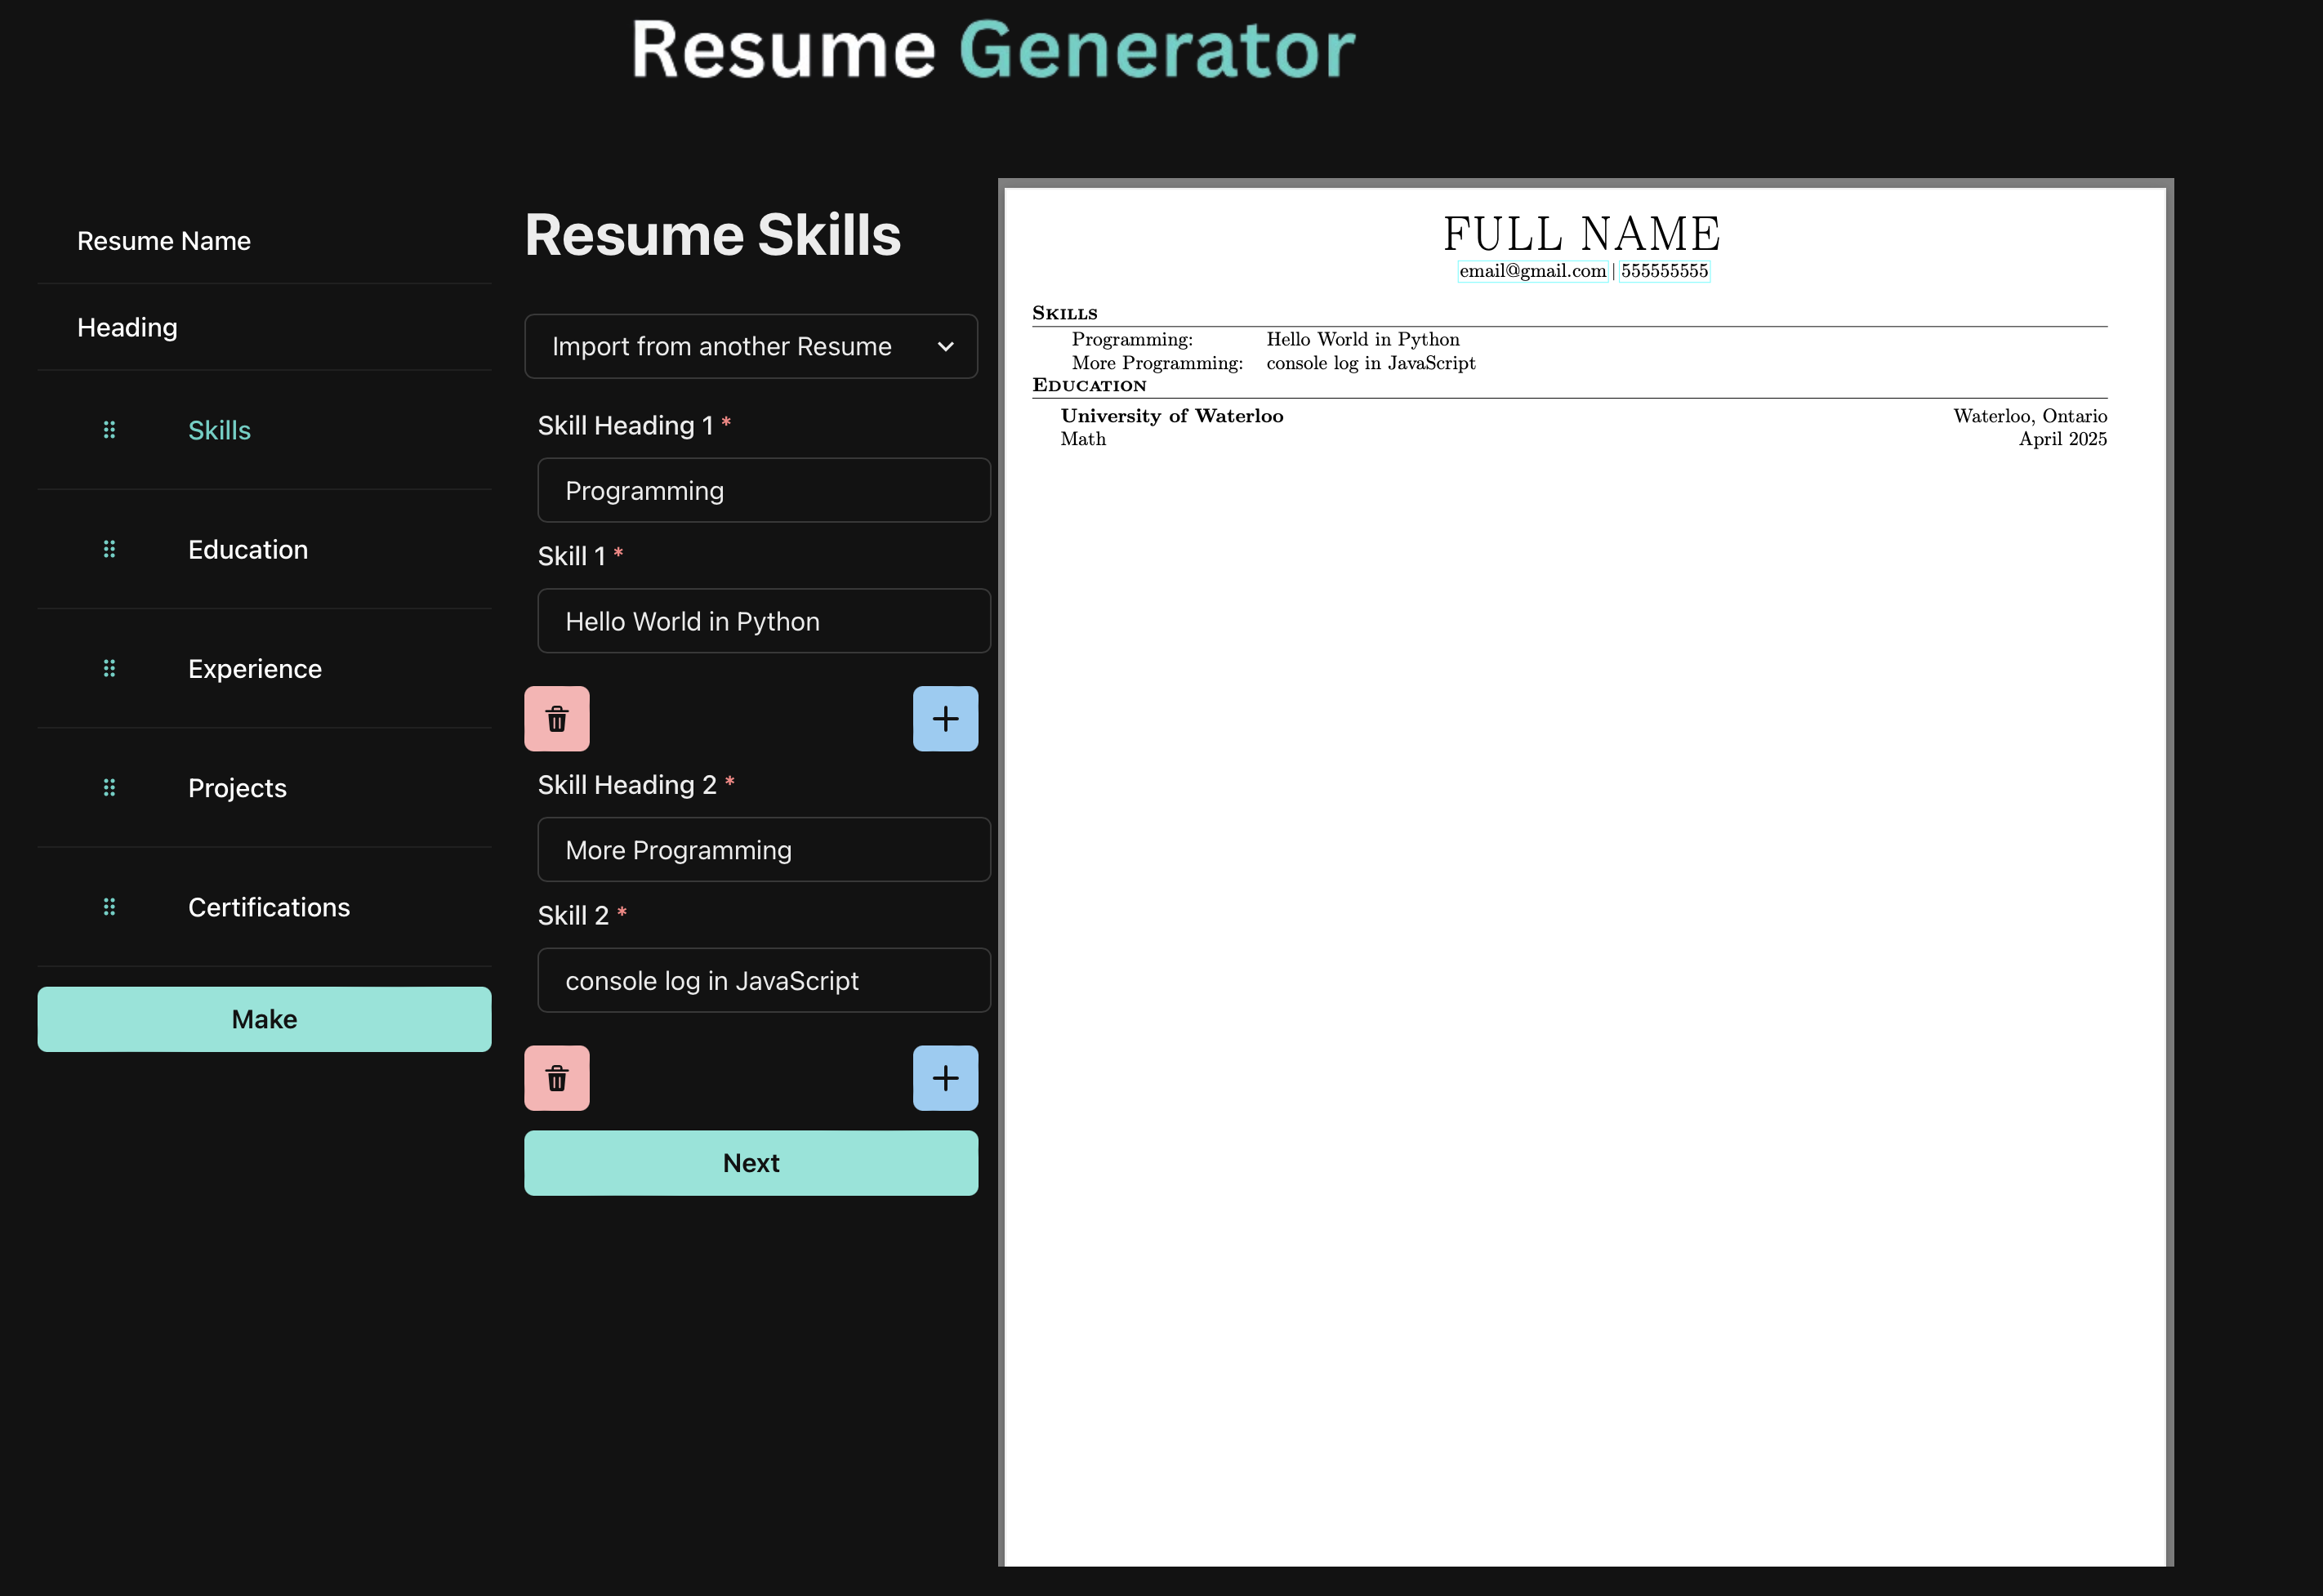 Resume Generator
Resume Name
Heading
Skills
Education
Experience
Projects
Certifications
Make
Resume Skills
Import from another Resume
Skill Heading 1 *
Programming
Skill 1 *
Hello World in Python
Skill Heading 2 *
More Programming
Skill 2 *
console log in JavaScript
Next
FULL NAME
email@gmail.com | 555555555
Skills
Programming: Hello World in Python
More Programming: console log in JavaScript
Education
University of Waterloo Waterloo, Ontario
Math April 2025